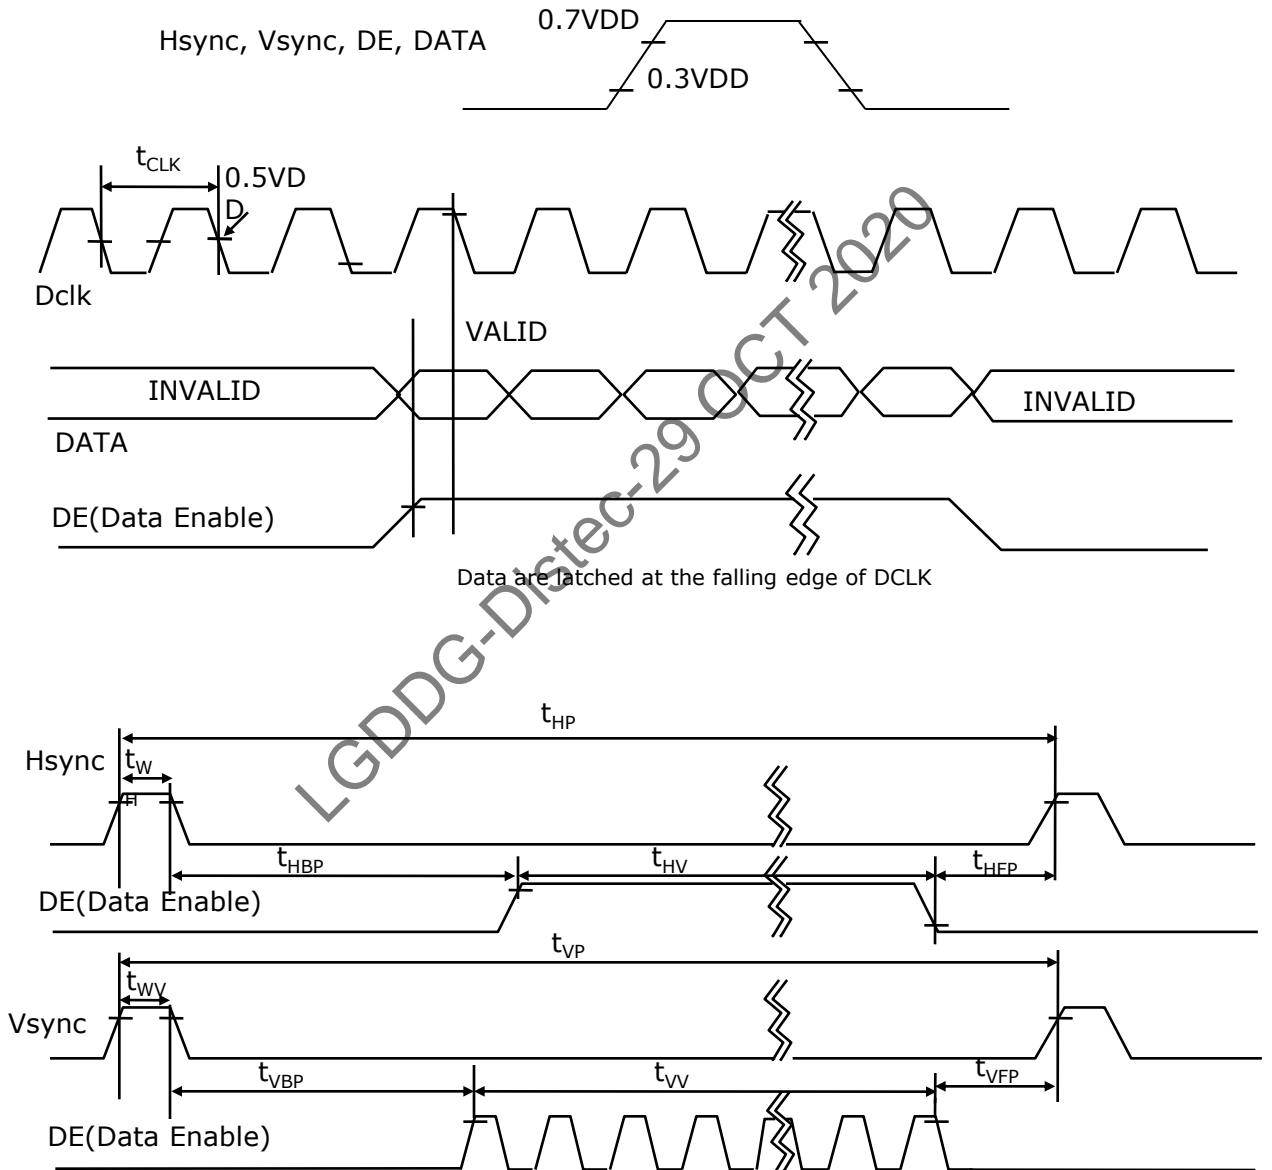 0.7VDD
Hsync, Vsync, DE, DATA
0.3VDD
tCLK
0.5VD
D
Dclk
VALID
INVALID
INVALID
DATA
DE(Data Enable)
Data are latched at the falling edge of DCLK
LGDDG-Distec-29 OCT 2020
tHP
Hsync
tW
H
tHBP
tHV
tHFP
DE(Data Enable)
tVP
tWV
Vsync
tVBP
tVV
tVFP
DE(Data Enable)